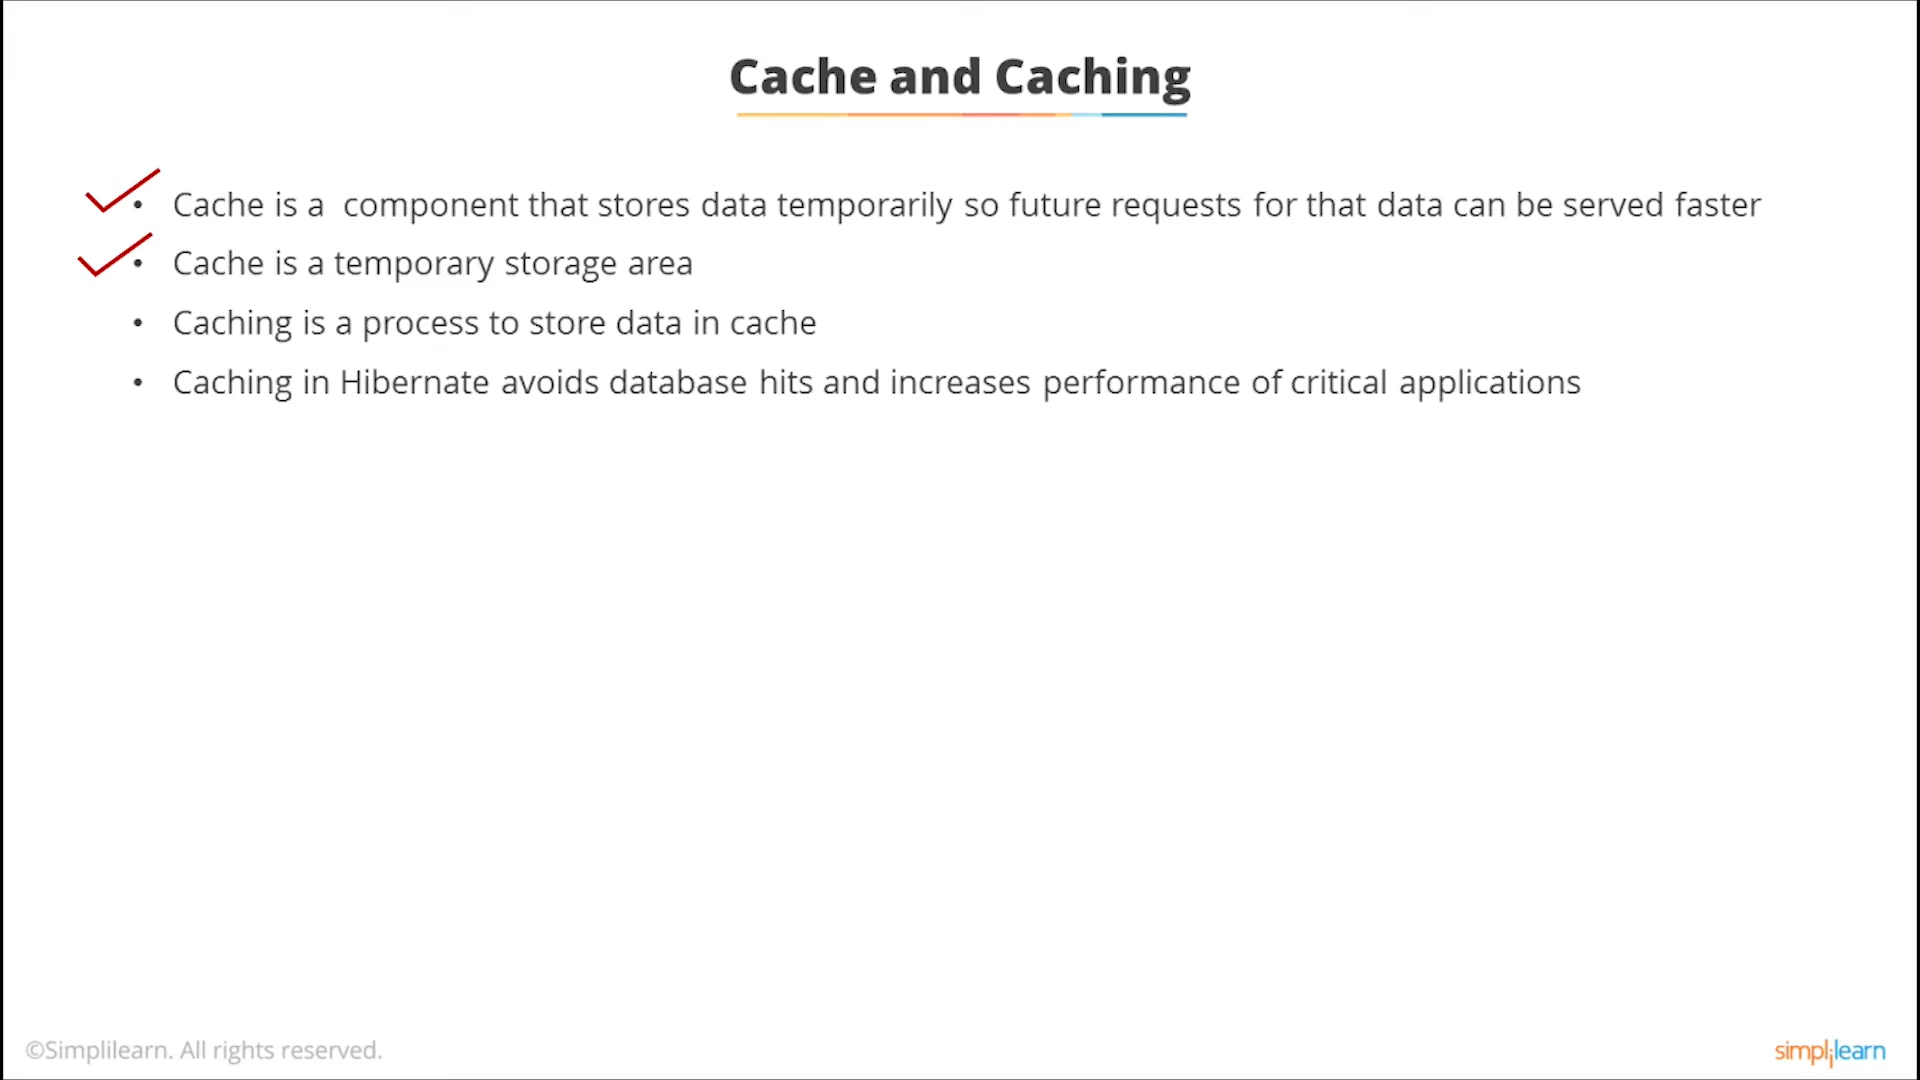 Cache and Caching
• Cache is a component that stores data temporarily so future requests for that data can be served faster
• Cache is a temporary storage area
• Caching is a process to store data in cache
• Caching in Hibernate avoids database hits and increases performance of critical applications
©Simplilearn. All rights reserved.
simplilearn